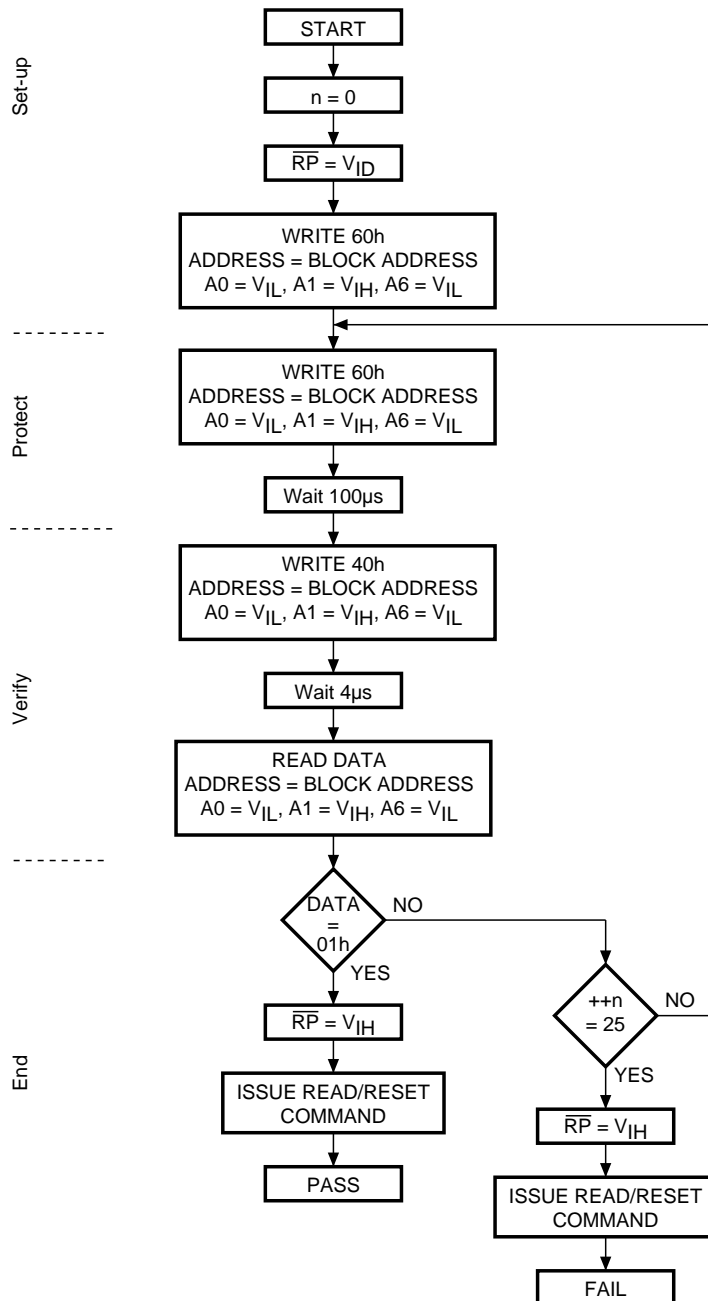 Set-up
START
n = 0
R̅P̅ = VID
WRITE 60h
ADDRESS = BLOCK ADDRESS
A0 = VIL, A1 = VIH, A6 = VIL
Protect
WRITE 60h
ADDRESS = BLOCK ADDRESS
A0 = VIL, A1 = VIH, A6 = VIL
Wait 100µs
Verify
WRITE 40h
ADDRESS = BLOCK ADDRESS
A0 = VIL, A1 = VIH, A6 = VIL
Wait 4µs
READ DATA
ADDRESS = BLOCK ADDRESS
A0 = VIL, A1 = VIH, A6 = VIL
End
DATA
=
01h
NO
YES
++n
= 25
NO
YES
R̅P̅ = VIH
ISSUE READ/RESET
COMMAND
PASS
R̅P̅ = VIH
ISSUE READ/RESET
COMMAND
FAIL